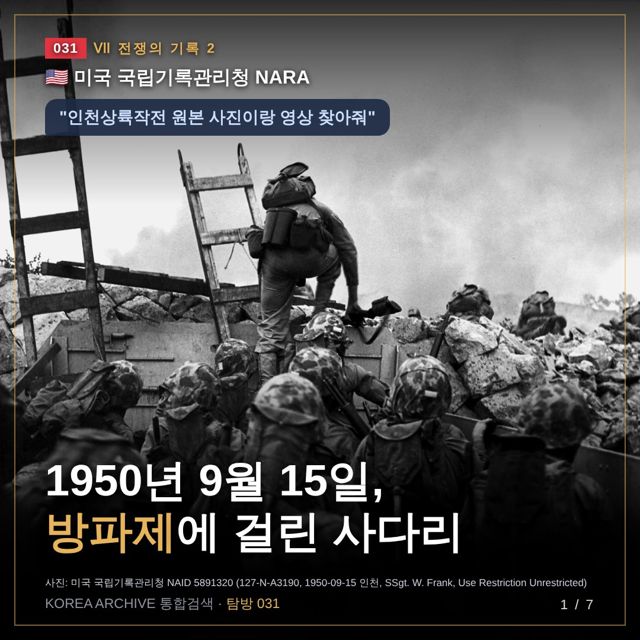 031 Ⅶ 전쟁의 기록 2
🇺🇸 미국 국립기록관리청 NARA
"인천상륙작전 원본 사진이랑 영상 찾아줘"
1950년 9월 15일,
방파제에 걸린 사다리
사진: 미국 국립기록관리청 NAID 5891320 (127-N-A3190, 1950-09-15 인천, SSgt. W. Frank, Use Restriction Unrestricted)
KOREA ARCHIVE 통합검색 · 탐방 031
1 / 7